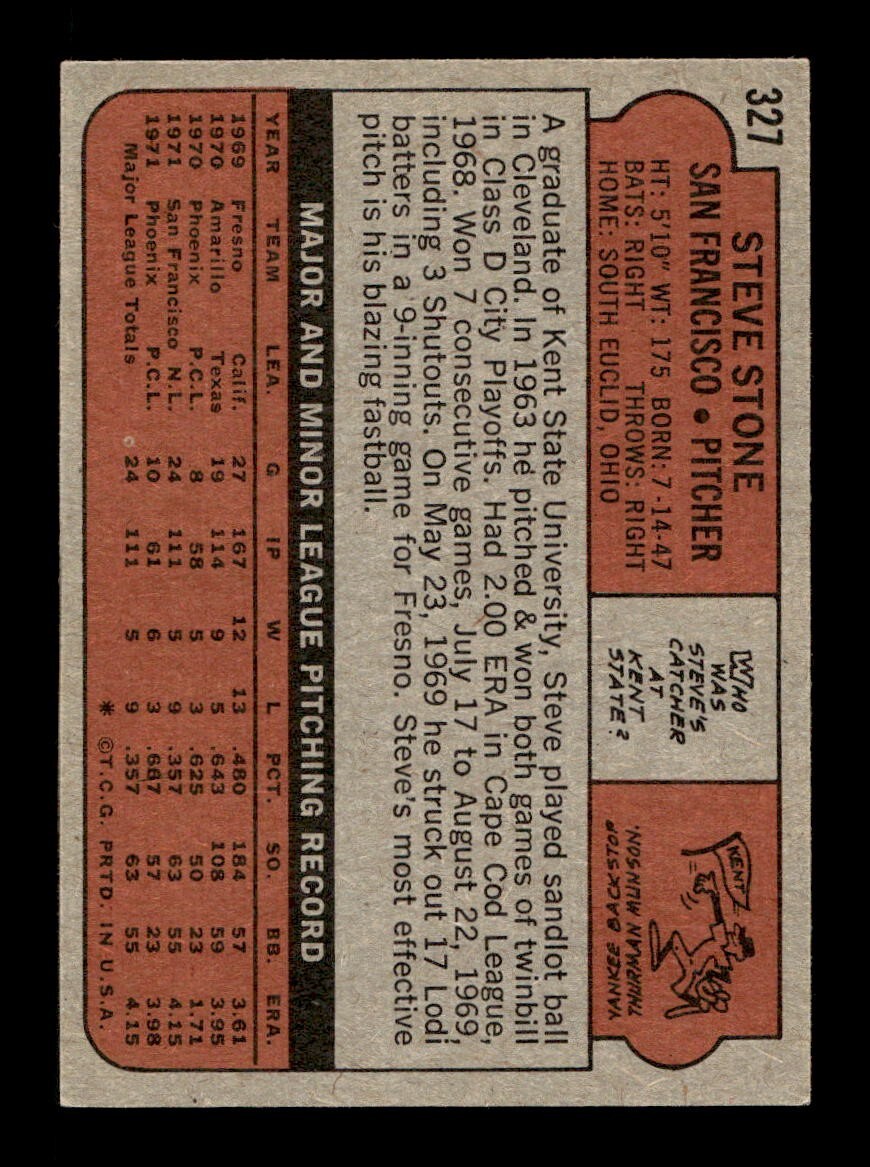 327
STEVE STONE
SAN FRANCISCO • PITCHER
HT: 5'10" WT: 175 BORN: 7-14-47
BATS: RIGHT THROWS: RIGHT
HOME: SOUTH EUCLID, OHIO
WHO
WAS
STEVE'S
CATCHER
AT
KENT
STATE?
KENT
YANKEE BACKSTOP
THURMAN MUNSON.
A graduate of Kent State University, Steve played sandlot ball
in Cleveland. In 1963 he pitched & won both games of twinbill
in Class D City Playoffs. Had 2.00 ERA in Cape Cod League,
1968. Won 7 consecutive games, July 17 to August 22, 1969,
including 3 Shutouts. On May 23, 1969 he struck out 17 Lodi
batters in a 9-inning game for Fresno. Steve's most effective
pitch is his blazing fastball.
MAJOR AND MINOR LEAGUE PITCHING RECORD
YEAR TEAM LEA. G IP W L PCT. SO. BB. ERA.
1969 Fresno Calif. 27 167 12 13 .480 184 57 3.61
1970 Amarillo Texas 19 114 9 5 .643 108 59 3.95
1970 Phoenix P.C.L. 8 58 5 3 .625 50 23 1.71
1971 San Francisco N.L. 24 111 5 9 .357 63 55 4.15
1971 Phoenix P.C.L. 10 61 6 3 .667 57 23 3.98
Major League Totals 24 111 5 9 .357 63 55 4.15
* ©T.C.G. PRTD. IN U.S.A.